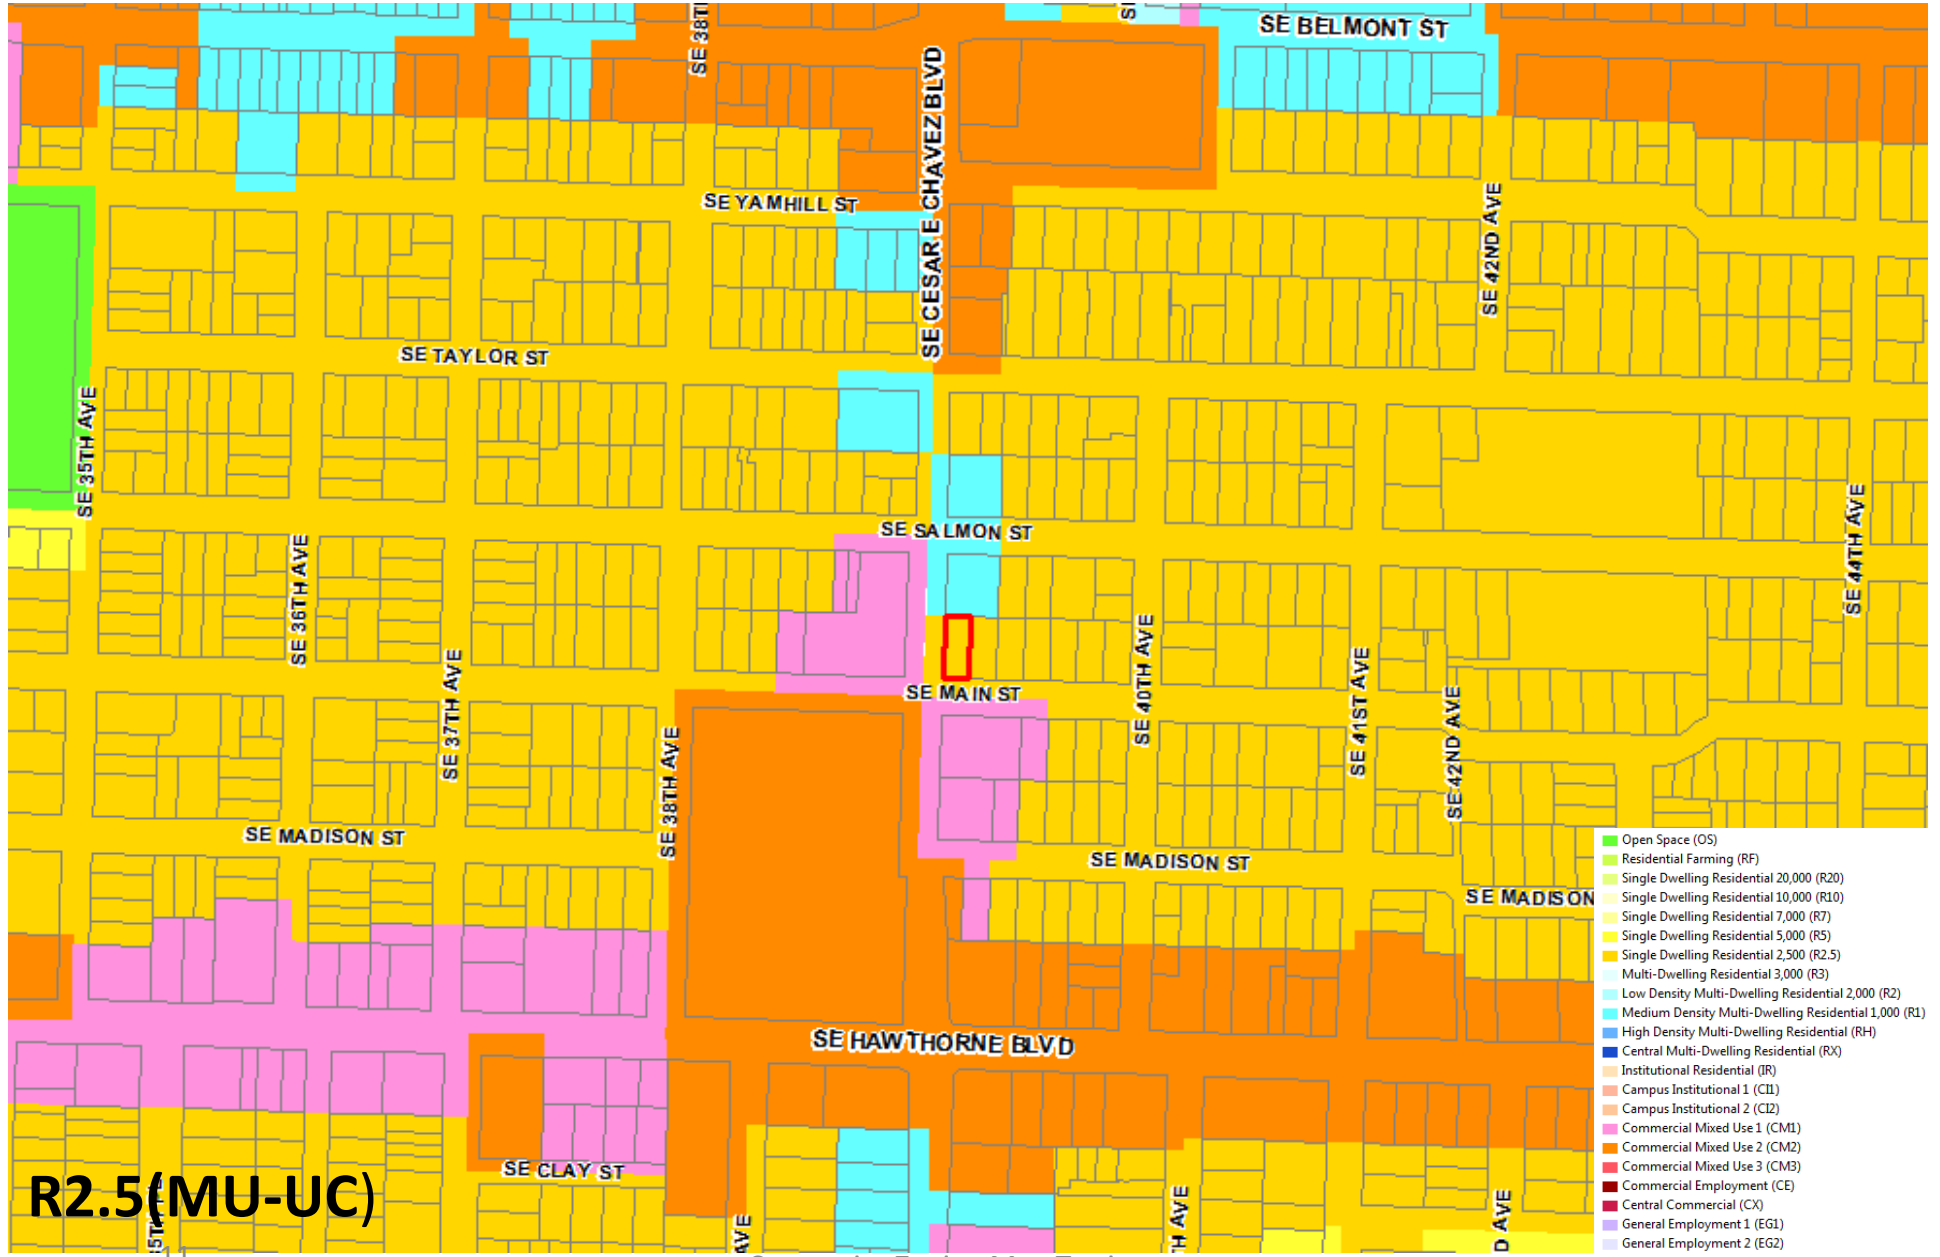 SE BELMONT ST
SE 38TH
SE CESAR E CHAVEZ BLVD
SE YAMHILL ST
SE 42ND AVE
SE TAYLOR ST
SE 35TH AVE
SE SALMON ST
SE 44TH AVE
SE 36TH AVE
SE 40TH AVE
SE 37TH AVE
SE MAIN ST
SE 41ST AVE
SE 42ND AVE
SE 38TH AVE
SE MADISON ST
SE MADISON ST
SE MADISON
SE HAWTHORNE BLVD
SE CLAY ST
R2.5(MU-UC)
35TH
AVE
TH AVE
D AVE
Open Space (OS)
Residential Farming (RF)
Single Dwelling Residential 20,000 (R20)
Single Dwelling Residential 10,000 (R10)
Single Dwelling Residential 7,000 (R7)
Single Dwelling Residential 5,000 (R5)
Single Dwelling Residential 2,500 (R2.5)
Multi-Dwelling Residential 3,000 (R3)
Low Density Multi-Dwelling Residential 2,000 (R2)
Medium Density Multi-Dwelling Residential 1,000 (R1)
High Density Multi-Dwelling Residential (RH)
Central Multi-Dwelling Residential (RX)
Institutional Residential (IR)
Campus Institutional 1 (CI1)
Campus Institutional 2 (CI2)
Commercial Mixed Use 1 (CM1)
Commercial Mixed Use 2 (CM2)
Commercial Mixed Use 3 (CM3)
Commercial Employment (CE)
Central Commercial (CX)
General Employment 1 (EG1)
General Employment 2 (EG2)